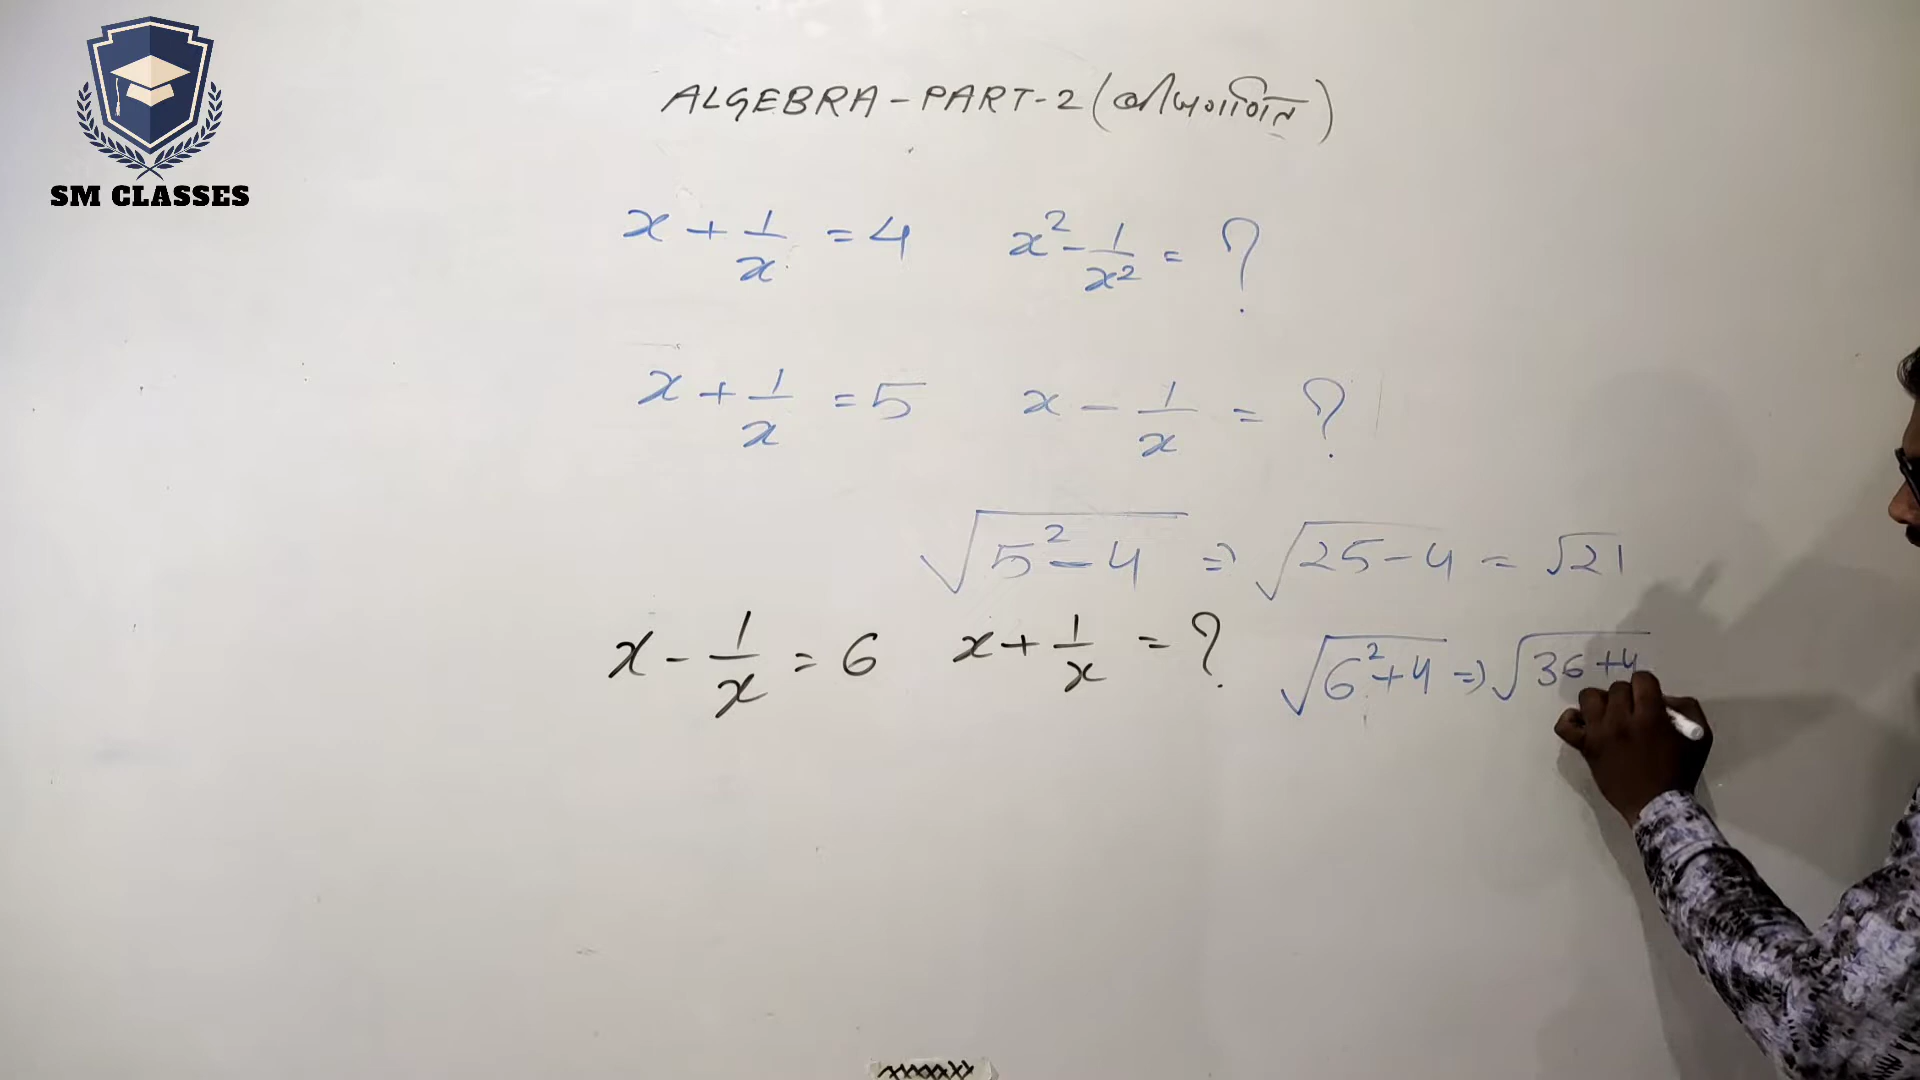 SM CLASSES
ALGEBRA - PART-2 (বীজগণিত)
x + 1/x = 4 x² - 1/x² = ?
x + 1/x = 5 x - 1/x = ?
√(5² - 4) ⇒ √(25 - 4) = √21
x - 1/x = 6 x + 1/x = ? √(6² + 4) ⇒ √(36 + 4